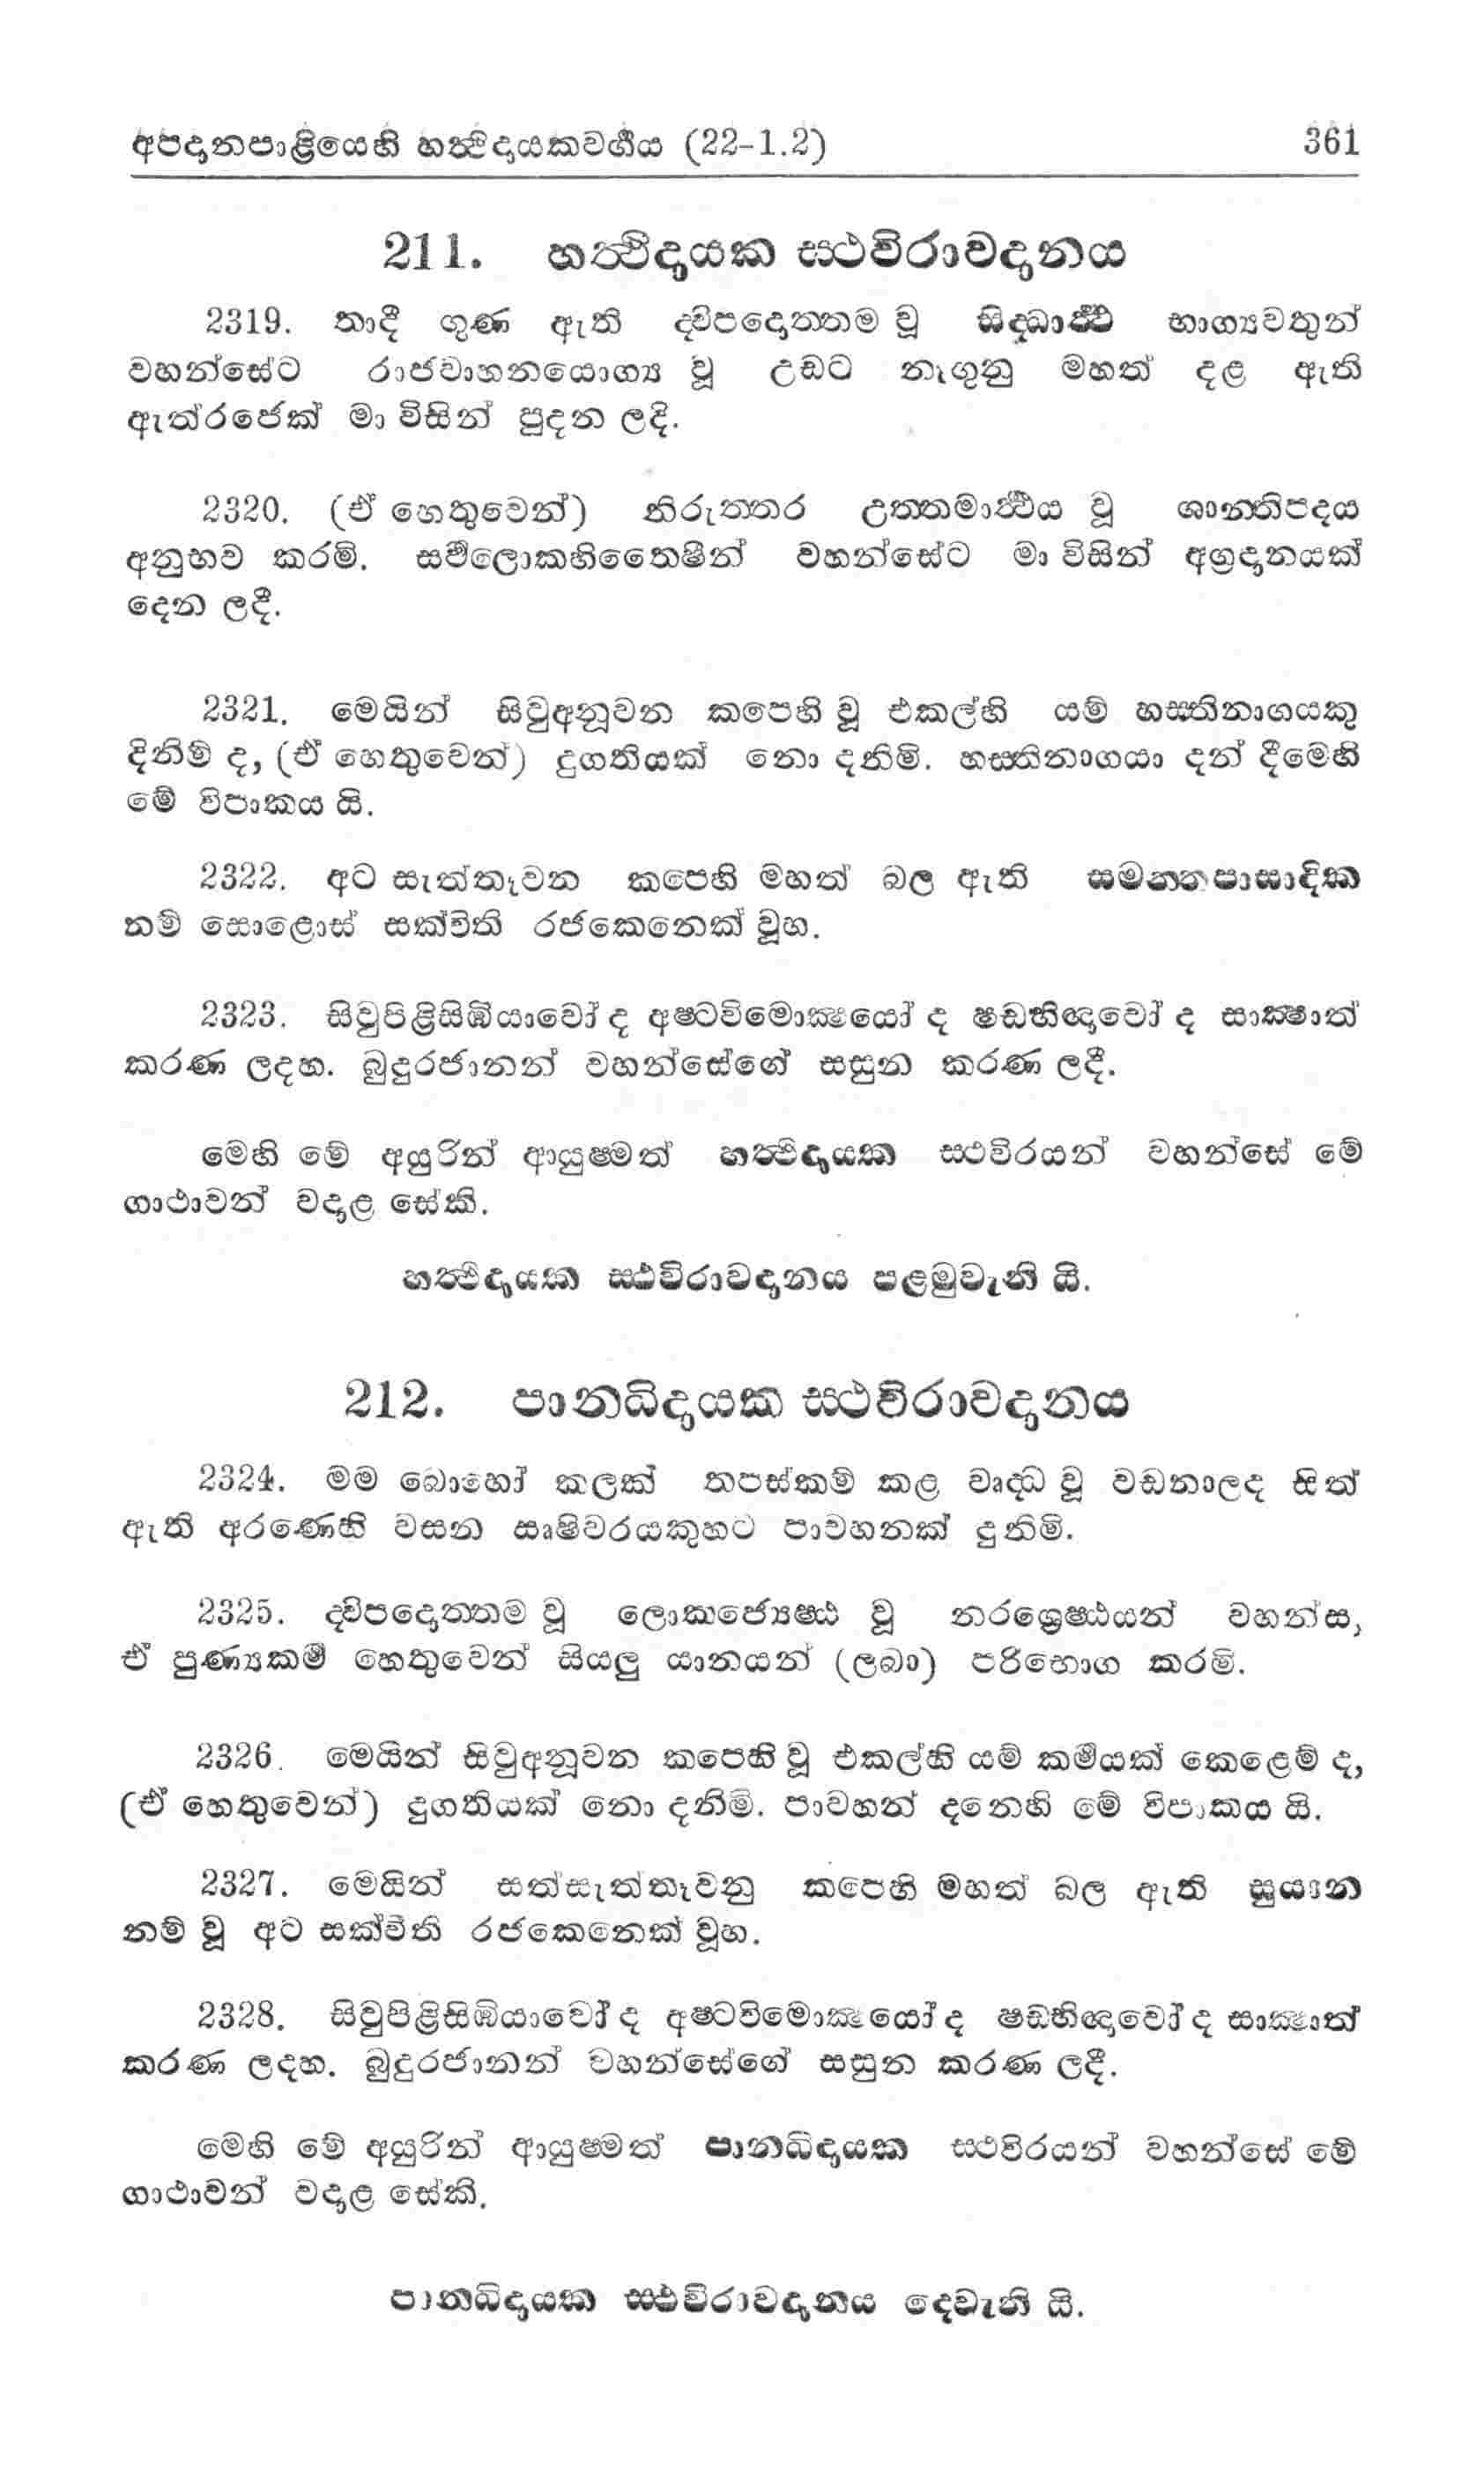 අපදානපාළියෙහි හත්‍ථිදායකවර්‍ගය (22-1.2) 361
211. හත්‍ථිදායක ස්‍ථවිරාවදානය
2319. තාදී ගුණ ඇති ද්‍විපදොත්‍තම වූ සිද්‍ධාර්‍ත්‍ථ භාග්‍යවතුන්
වහන්සේට රාජවාහනයොග්‍ය වූ උඩට නෑගුනු මහත් දළ ඇති
ඇත්රජෙක් මා විසින් පුදන ලදි.
2320. (ඒ හෙතුවෙන්) නිරුත්‍තර උත්‍තමාර්‍ත්‍ථය වූ ශාන්‍තිපදය
අනුභව කරමි. සර්‍වලොකහිතෛෂීන් වහන්සේට මා විසින් අග්‍රදානයක්
දෙන ලදී.
2321. මෙයින් සිවුඅනූවන කපෙහි වූ එකල්හි යම් හස්‍තිනාගයකු
දිනිම් ද, (ඒ හෙතුවෙන්) දුගතියක් නො දනිමි. හස්‍තිනාගයා දන් දීමෙහි
මේ විපාකය යි.
2322. අට සැත්තෑවන කපෙහි මහත් බල ඇති සමන්‍තපාසාදික
නම් සොළොස් සක්විති රජකෙනෙක් වූහ.
2323. සිවුපිළිසිඹියාවෝ ද අෂ්ටවිමොක්‍ෂයෝ ද ෂඩභිඥාවෝ ද සාක්‍ෂාත්
කරණ ලදහ. බුදුරජානන් වහන්සේගේ සසුන කරණ ලදී.
මෙහි මේ අයුරින් ආයුෂ්මත් හත්‍ථිදායක ස්‍ථවිරයන් වහන්සේ මේ
ගාථාවන් වදාළ සේකි.
හත්‍ථිදායක ස්‍ථවිරාවදානය පළමුවැනි යි.
212. පානධිදායක ස්‍ථවිරාවදානය
2324. මම බොහෝ කලක් තපස්කම් කළ වෘද්‍ධ වූ වඩනාලද සිත්
ඇති අරණෙහි වසන ඍෂිවරයකුහට පාවහනක් දුනිමි.
2325. ද්‍විපදොත්‍තම වූ ලොකජ්‍යෙෂ්ඨ වූ නරශ්‍රෙෂ්ඨයන් වහන්ස,
ඒ පුණ්‍යකර්‍ම හෙතුවෙන් සියලු යානයන් (ලබා) පරිභොග කරමි.
2326. මෙයින් සිවුඅනූවන කපෙහි වූ එකල්හි යම් කර්‍මයක් කෙළෙම් ද,
(ඒ හෙතුවෙන්) දුගතියක් නො දනිමි. පාවහන් දනෙහි මේ විපාකය යි.
2327. මෙයින් සත්සැත්තෑවනු කපෙහි මහත් බල ඇති සුයාන
නම් වූ අට සක්විති රජකෙනෙක් වූහ.
2328. සිවුපිළිසිඹියාවෝ ද අෂ්ටවිමොක්‍ෂයෝ ද ෂඩභිඥාවෝ ද සාක්‍ෂාත්
කරණ ලදහ. බුදුරජානන් වහන්සේගේ සසුන කරණ ලදී.
මෙහි මේ අයුරින් ආයුෂ්මත් පානධිදායක ස්‍ථවිරයන් වහන්සේ මේ
ගාථාවන් වදාළ සේකි.
පානධිදායක ස්‍ථවිරාවදානය දෙවැනි යි.